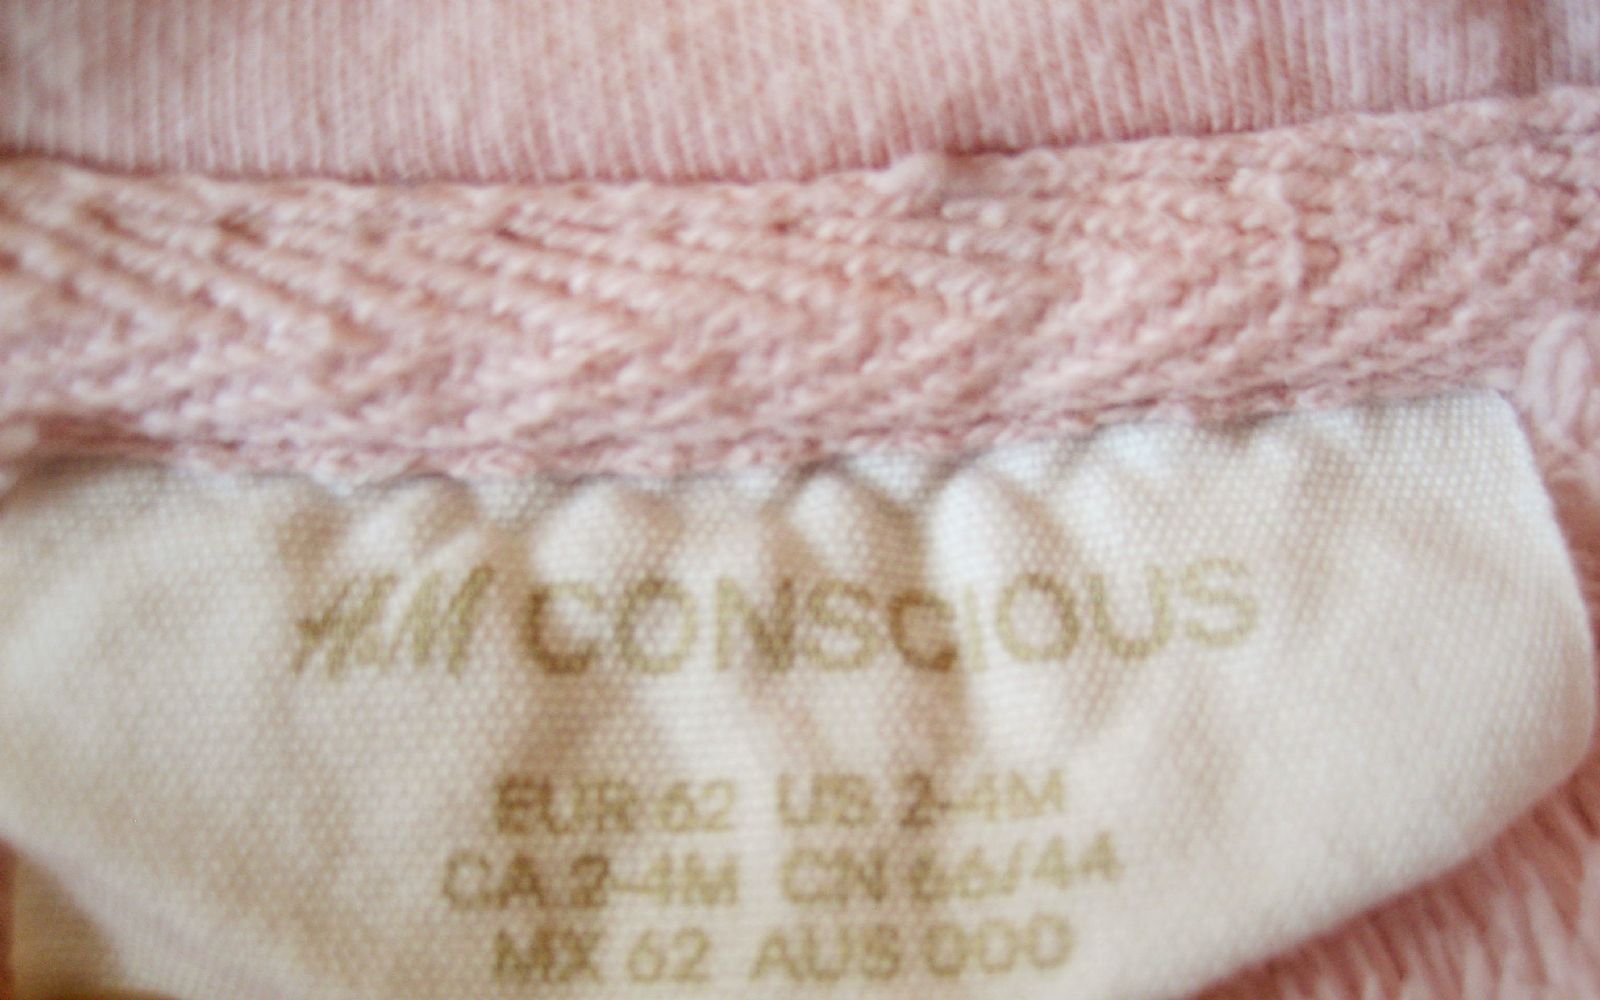 H&M CONSCIOUS
EUR 62 US 2-4M
CA 2-4M CN 66/44
MX 62 AUS 000